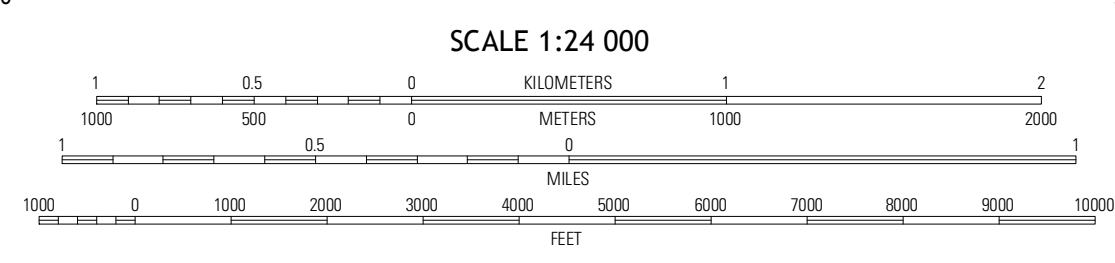 SCALE 1:24 000
1 0.5 0 KILOMETERS 1 2
1000 500 0 METERS 1000 2000
1 0.5 0 1
MILES
1000 0 1000 2000 3000 4000 5000 6000 7000 8000 9000 10000
FEET